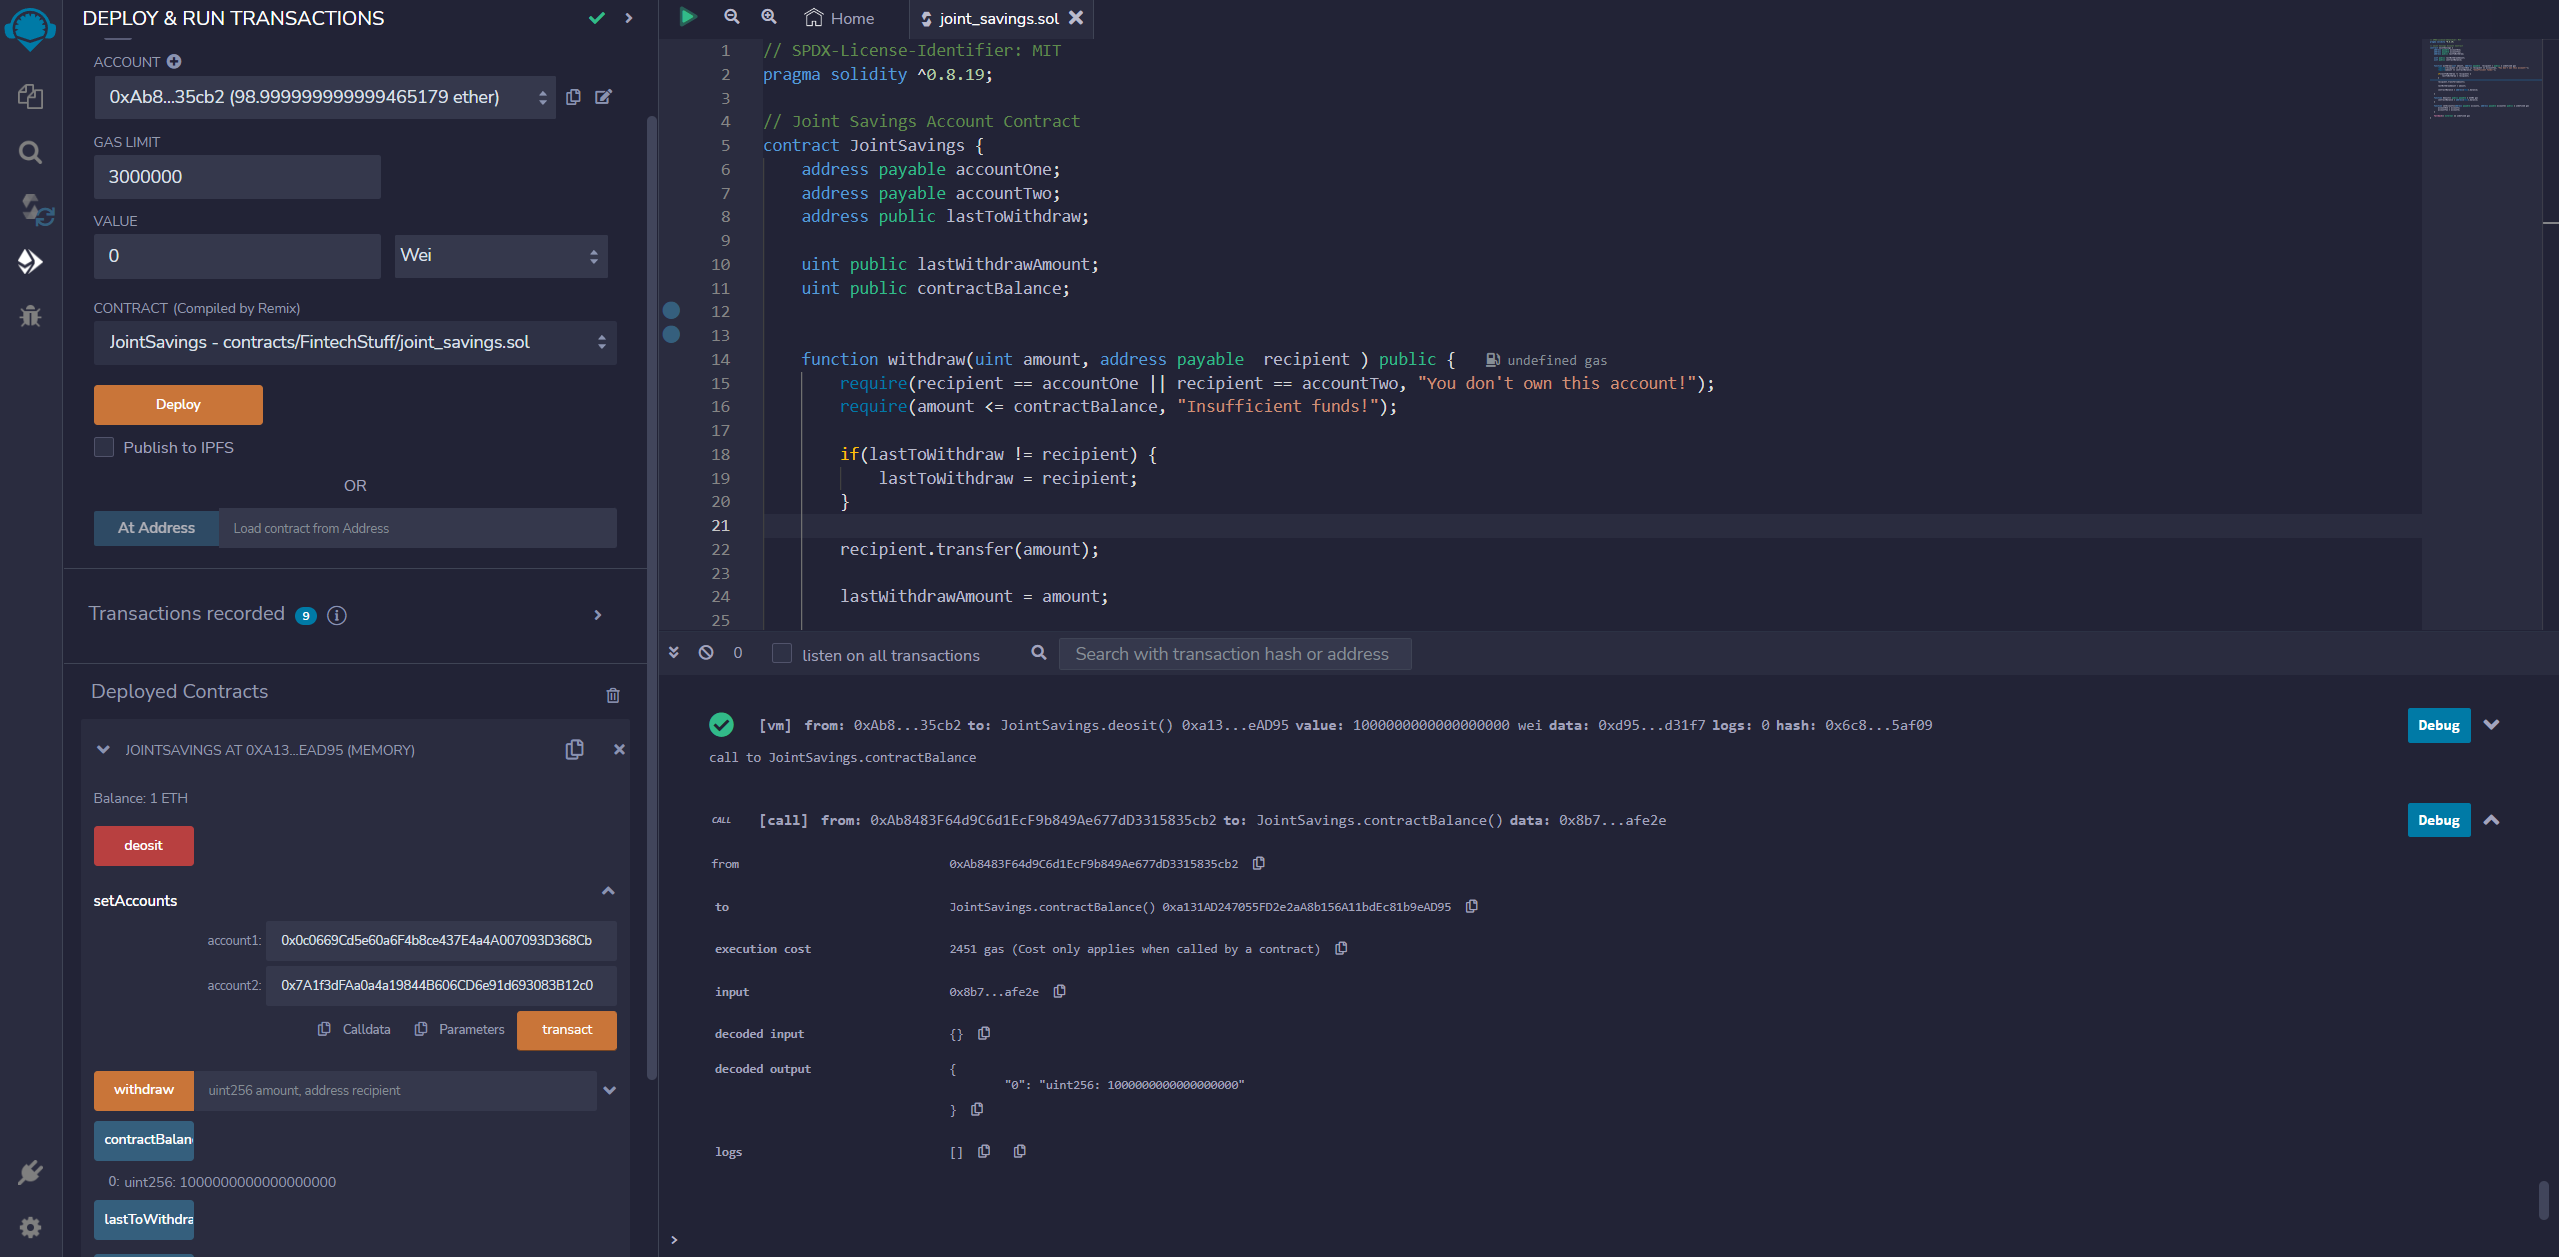 DEPLOY & RUN TRANSACTIONS
ACCOUNT
0xAb8...35cb2 (98.999999999999465179 ether)
GAS LIMIT
3000000
VALUE
0
Wei
CONTRACT (Compiled by Remix)
JointSavings - contracts/FintechStuff/joint_savings.sol
Deploy
Publish to IPFS
OR
At Address
Load contract from Address
Transactions recorded 9 i
Deployed Contracts
JOINTSAVINGS AT 0XA13...EAD95 (MEMORY)
Balance: 1 ETH
deosit
setAccounts
account1: 0x0c0669Cd5e60a6F4b8ce437E4a4A007093D368Cb
account2: 0x7A1f3dFAa0a4a19844B606CD6e91d693083B12c0
Calldata Parameters transact
withdraw uint256 amount, address recipient
contractBalan
0: uint256: 1000000000000000000
lastToWithdra
Home joint_savings.sol
1 // SPDX-License-Identifier: MIT
2 pragma solidity ^0.8.19;
3
4 // Joint Savings Account Contract
5 contract JointSavings {
6 address payable accountOne;
7 address payable accountTwo;
8 address public lastToWithdraw;
9
10 uint public lastWithdrawAmount;
11 uint public contractBalance;
12
13
14 function withdraw(uint amount, address payable  recipient ) public { undefined gas
15 require(recipient == accountOne || recipient == accountTwo, "You don't own this account!");
16 require(amount <= contractBalance, "Insufficient funds!");
17
18 if(lastToWithdraw != recipient) {
19 lastToWithdraw = recipient;
20 }
21
22 recipient.transfer(amount);
23
24 lastWithdrawAmount = amount;
25
0 listen on all transactions Search with transaction hash or address
[vm] from: 0xAb8...35cb2 to: JointSavings.deosit() 0xa13...eAD95 value: 1000000000000000000 wei data: 0xd95...d31f7 logs: 0 hash: 0x6c8...5af09 Debug
call to JointSavings.contractBalance
CALL [call] from: 0xAb8483F64d9C6d1EcF9b849Ae677dD3315835cb2 to: JointSavings.contractBalance() data: 0x8b7...afe2e Debug
from 0xAb8483F64d9C6d1EcF9b849Ae677dD3315835cb2
to JointSavings.contractBalance() 0xa131AD247055FD2e2aA8b156A11bdEc81b9eAD95
execution cost 2451 gas (Cost only applies when called by a contract)
input 0x8b7...afe2e
decoded input {}
decoded output {
"0": "uint256: 1000000000000000000"
}
logs []
>